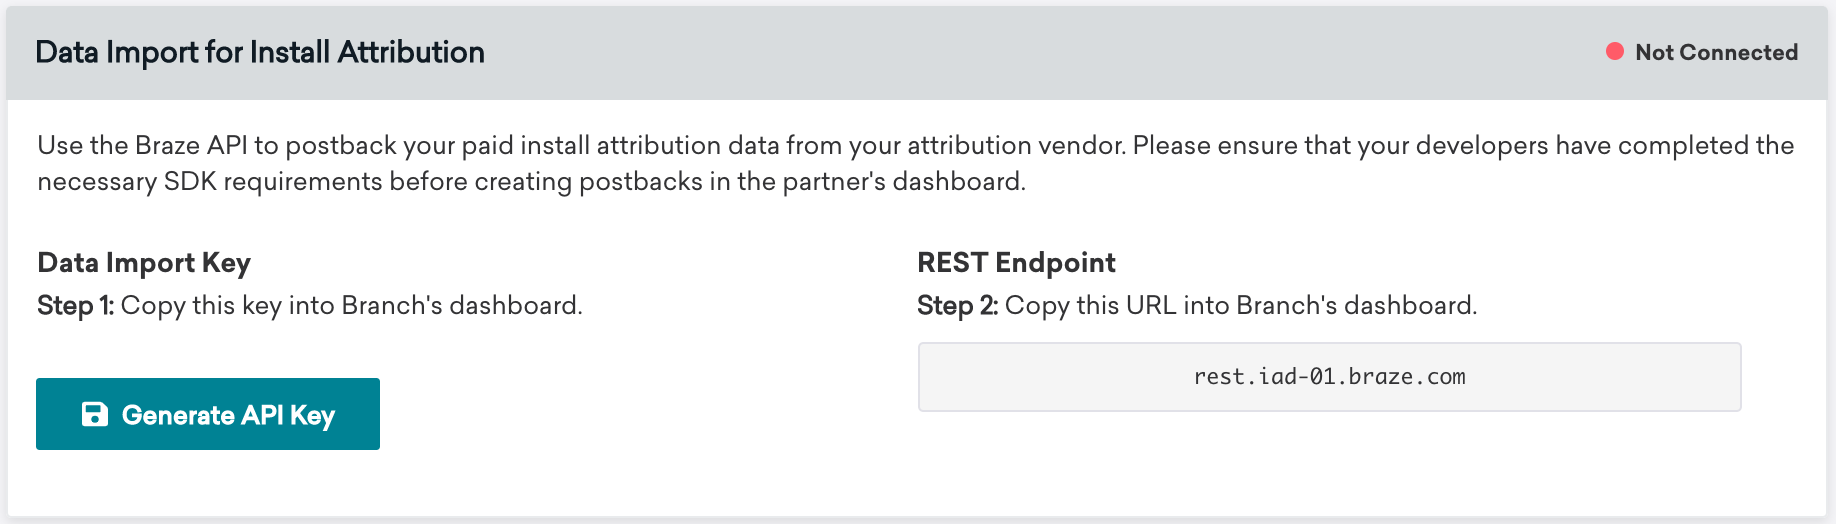 Data Import for Install Attribution
Not Connected
Use the Braze API to postback your paid install attribution data from your attribution vendor. Please ensure that your developers have completed the
necessary SDK requirements before creating postbacks in the partner's dashboard.
Data Import Key
Step 1: Copy this key into Branch's dashboard.
Generate API Key
REST Endpoint
Step 2: Copy this URL into Branch's dashboard.
rest.iad-01.braze.com